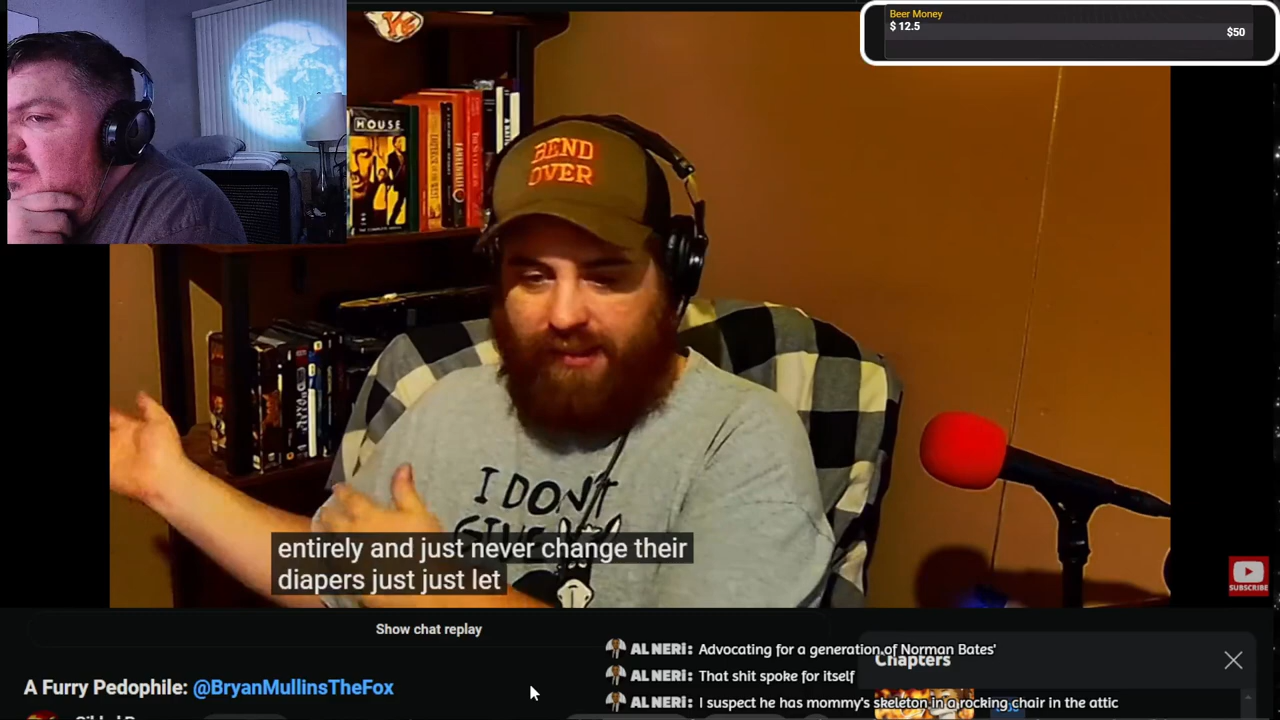 Beer Money
$ 12.5
$50
HOUSE
BEND
OVER
I DON'T
GIVE
entirely and just never change their
diapers just just let
SUBSCRIBE
Show chat replay
AL NERI: Advocating for a generation of Norman Bates'
Chapters
AL NERI: That shit spoke for itself
A Furry Pedophile: @BryanMullinsTheFox
AL NERI: I suspect he has mommy's skeleton in a rocking chair in the attic